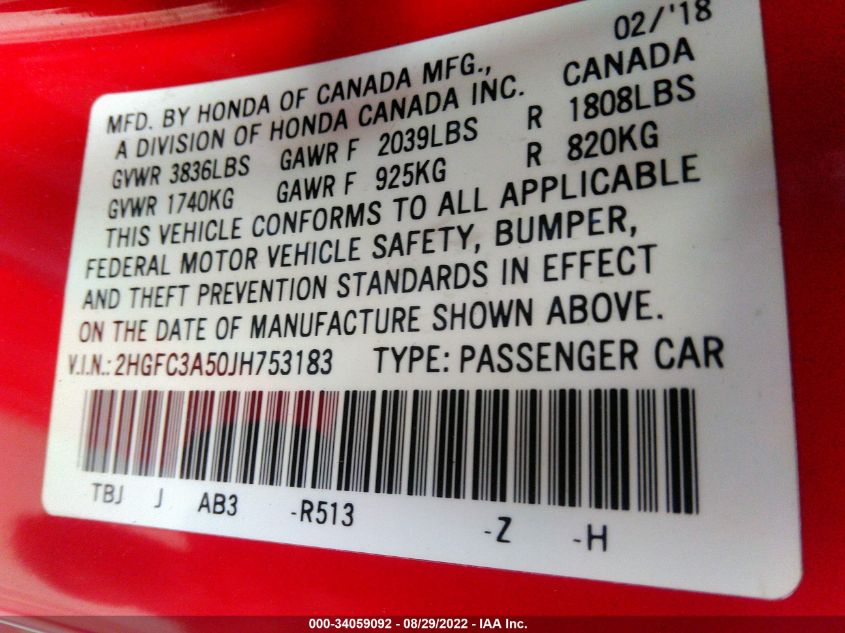 02/'18
MFD. BY HONDA OF CANADA MFG.,
A DIVISION OF HONDA CANADA INC. CANADA
GVWR 3836LBS GAWR F 2039LBS R 1808LBS
GVWR 1740KG GAWR F 925KG R 820KG
THIS VEHICLE CONFORMS TO ALL APPLICABLE
FEDERAL MOTOR VEHICLE SAFETY, BUMPER,
AND THEFT PREVENTION STANDARDS IN EFFECT
ON THE DATE OF MANUFACTURE SHOWN ABOVE.
V.I.N.: 2HGFC3A50JH753183 TYPE: PASSENGER CAR
TBJ J AB3 -R513 -Z -H
000-34059092 - 08/29/2022 - IAA Inc.